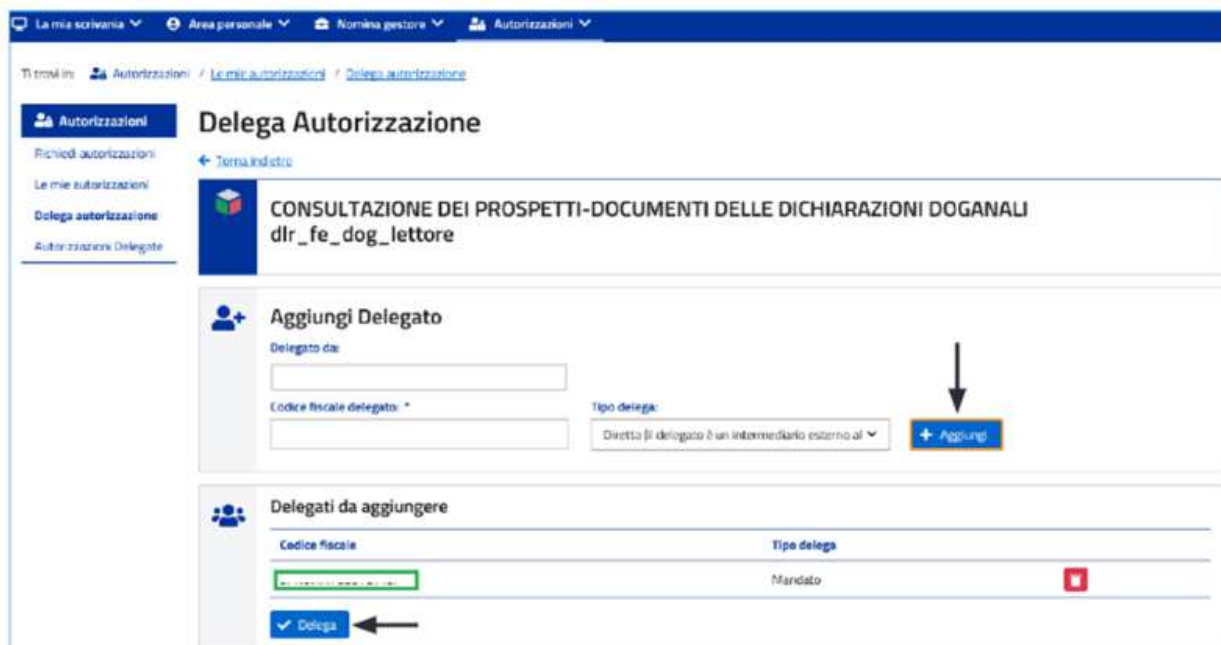 La mia scrivania Area personale Nomina gestore Autorizzazioni
Ti trovi in: Autorizzazioni / Le mie autorizzazioni / Delega autorizzazione
Autorizzazioni
Richiedi autorizzazioni
Le mie autorizzazioni
Delega autorizzazione
Autorizzazioni Delegate
Delega Autorizzazione
Torna indietro
CONSULTAZIONE DEI PROSPETTI-DOCUMENTI DELLE DICHIARAZIONI DOGANALI
dlr_fe_dog_lettore
Aggiungi Delegato
Delegato da:
Codice fiscale delegato: * Tipo delega:
Diretta (il delegato è un intermediario esterno al + Aggiungi
Delegati da aggiungere
Codice fiscale Tipo delega
Mandato
Delega